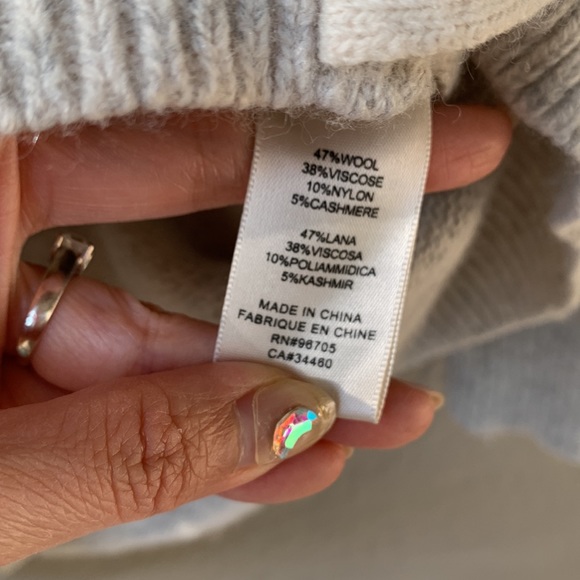 47%WOOL
38%VISCOSE
10%NYLON
5%CASHMERE
47%LANA
38%VISCOSA
10%POLIAMMIDICA
5%KASHMIR
MADE IN CHINA
FABRIQUE EN CHINE
RN#96705
CA#34460